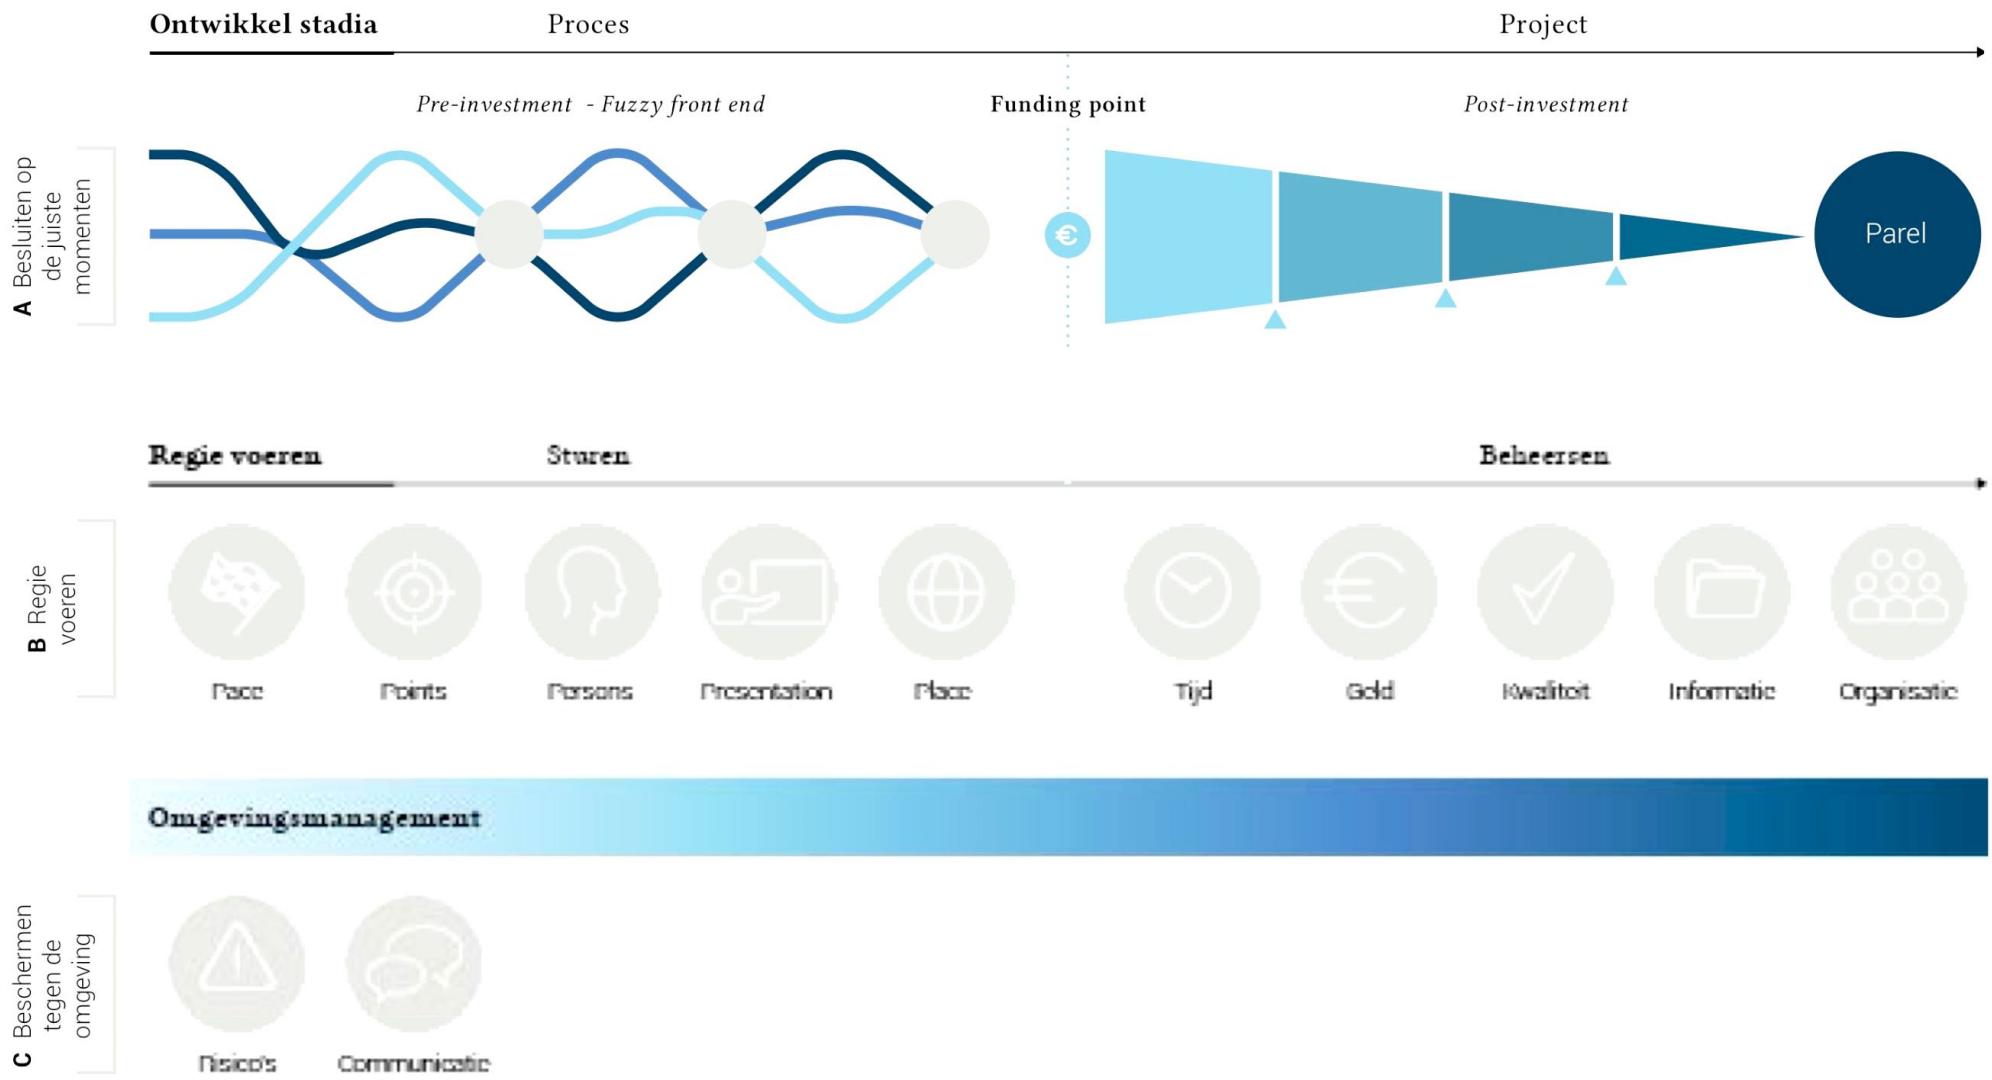 Ontwikkel stadia
Proces
Project
Pre-investment - Fuzzy front end
Funding point
Post-investment
A Besluiten op
de juiste
momenten
€
Parel
Regie voeren
Sturen
Beheersen
B Regie
voeren
Pace
Points
Persons
Presentation
Place
Tijd
Geld
Kwaliteit
Informatie
Organisatie
Omgevingsmanagement
C Beschermen
tegen de
omgeving
Risico's
Communicatie